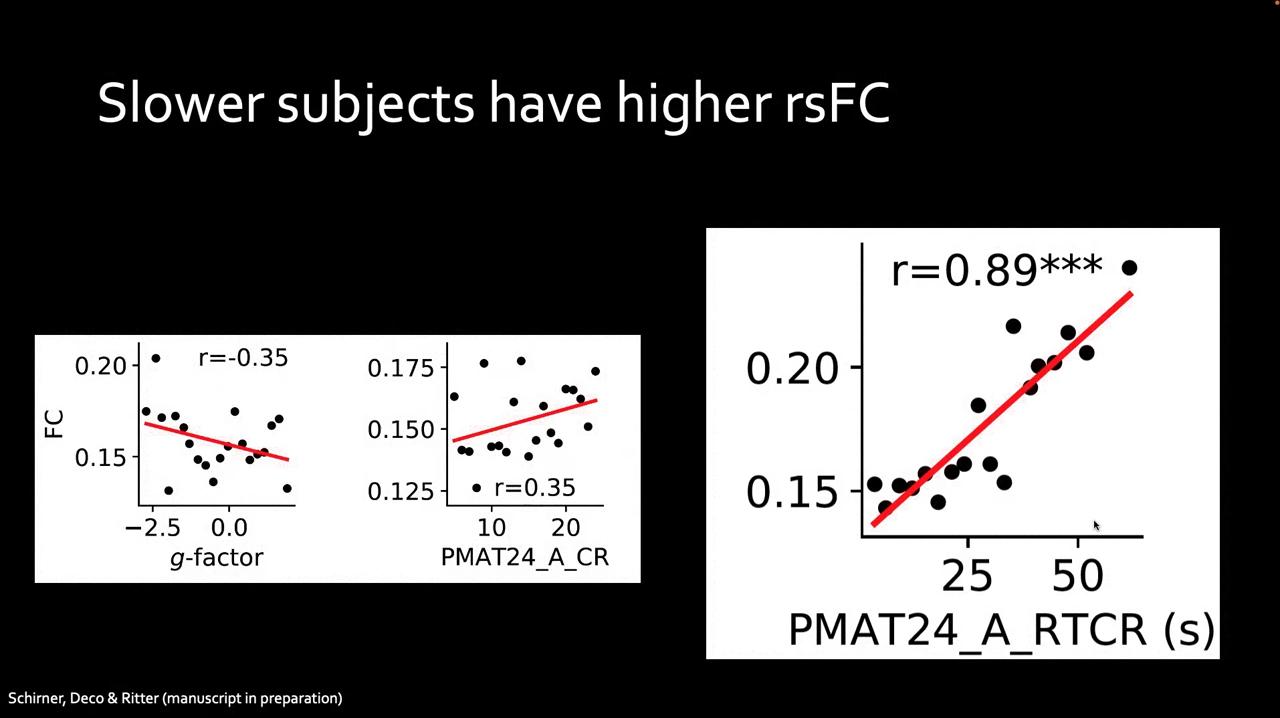 Slower subjects have higher rsFC
r=-0.35
0.20
0.15
FC
−2.5 0.0
g-factor
0.175
0.150
0.125
r=0.35
10 20
PMAT24_A_CR
r=0.89***
0.20
0.15
25 50
PMAT24_A_RTCR (s)
Schirner, Deco & Ritter (manuscript in preparation)